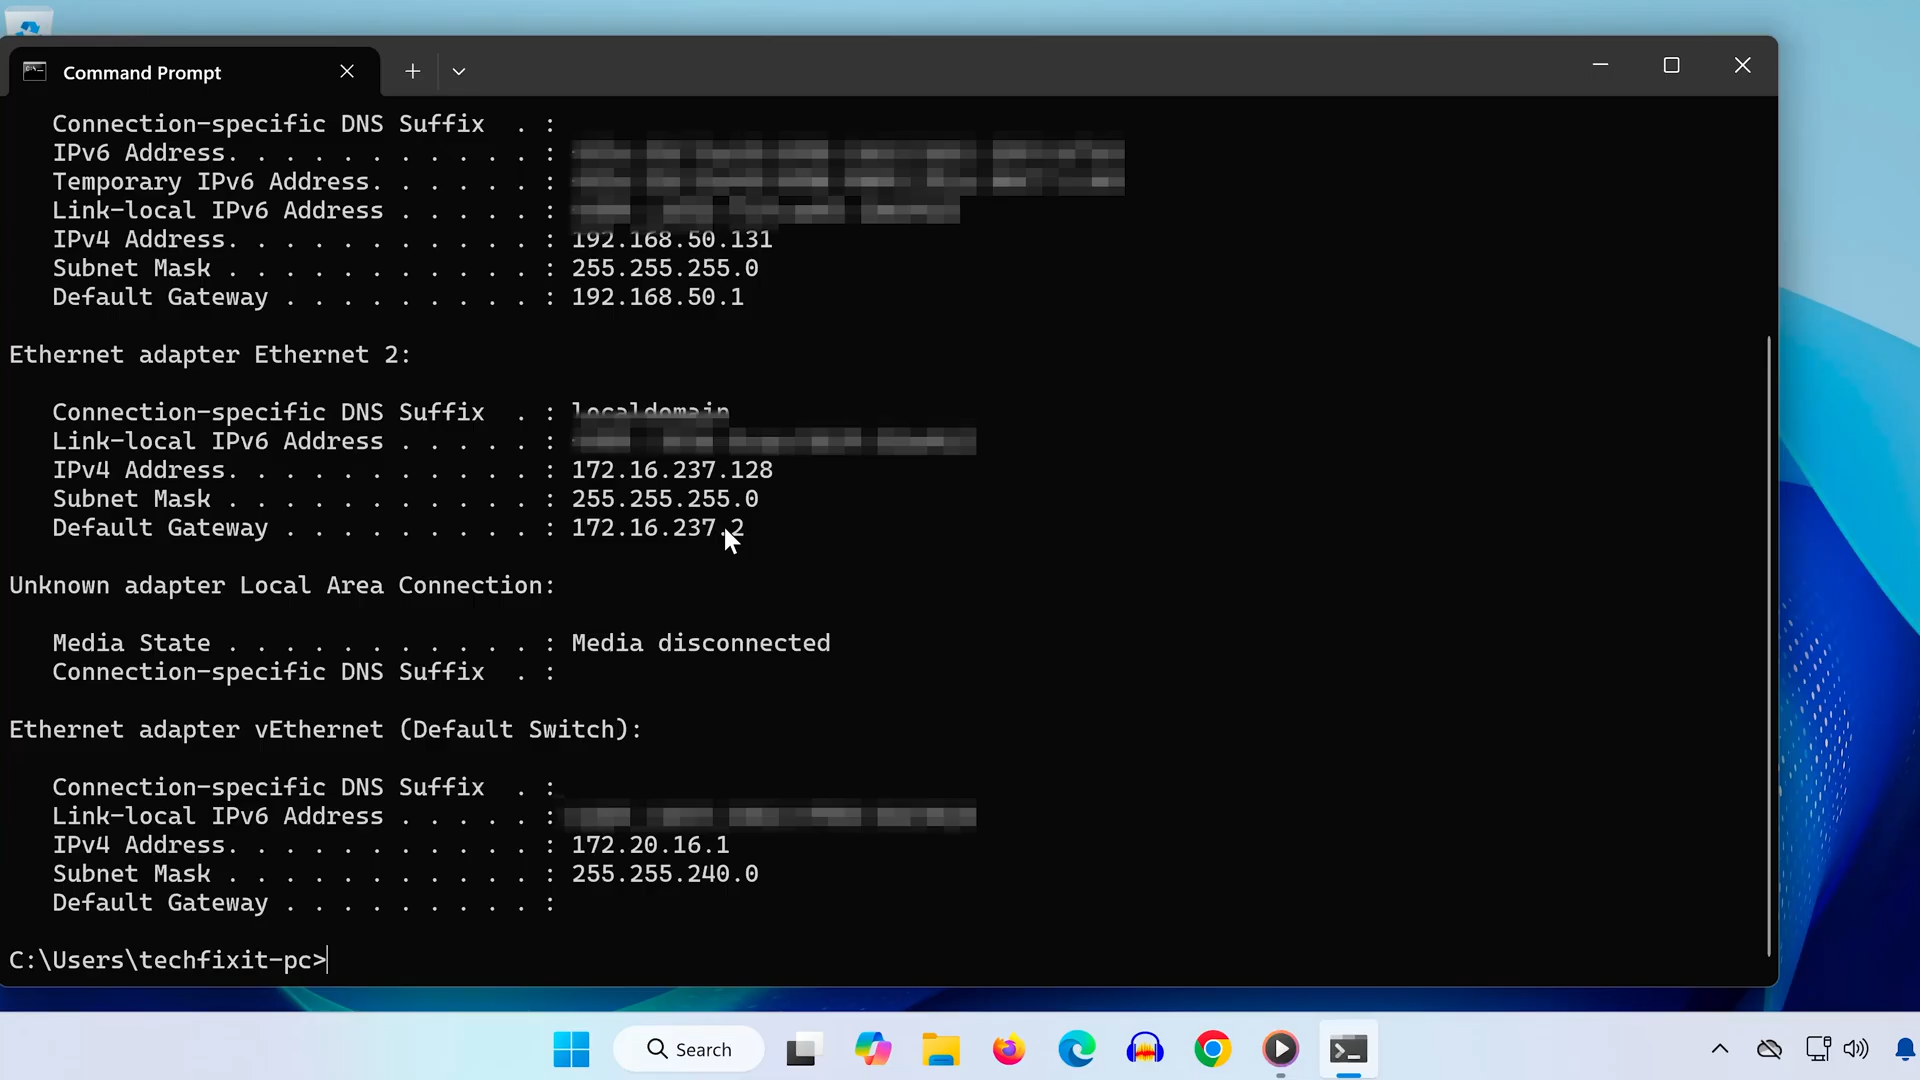 Command Prompt
Connection-specific DNS Suffix . :
IPv6 Address. . . . . . . . . . . :
Temporary IPv6 Address. . . . . . :
Link-local IPv6 Address . . . . . :
IPv4 Address. . . . . . . . . . . : 192.168.50.131
Subnet Mask . . . . . . . . . . . : 255.255.255.0
Default Gateway . . . . . . . . . : 192.168.50.1
Ethernet adapter Ethernet 2:
Connection-specific DNS Suffix . : localdomain
Link-local IPv6 Address . . . . . :
IPv4 Address. . . . . . . . . . . : 172.16.237.128
Subnet Mask . . . . . . . . . . . : 255.255.255.0
Default Gateway . . . . . . . . . : 172.16.237.2
Unknown adapter Local Area Connection:
Media State . . . . . . . . . . . : Media disconnected
Connection-specific DNS Suffix . :
Ethernet adapter vEthernet (Default Switch):
Connection-specific DNS Suffix . :
Link-local IPv6 Address . . . . . :
IPv4 Address. . . . . . . . . . . : 172.20.16.1
Subnet Mask . . . . . . . . . . . : 255.255.240.0
Default Gateway . . . . . . . . . :
C:\Users\techfixit-pc>
Search